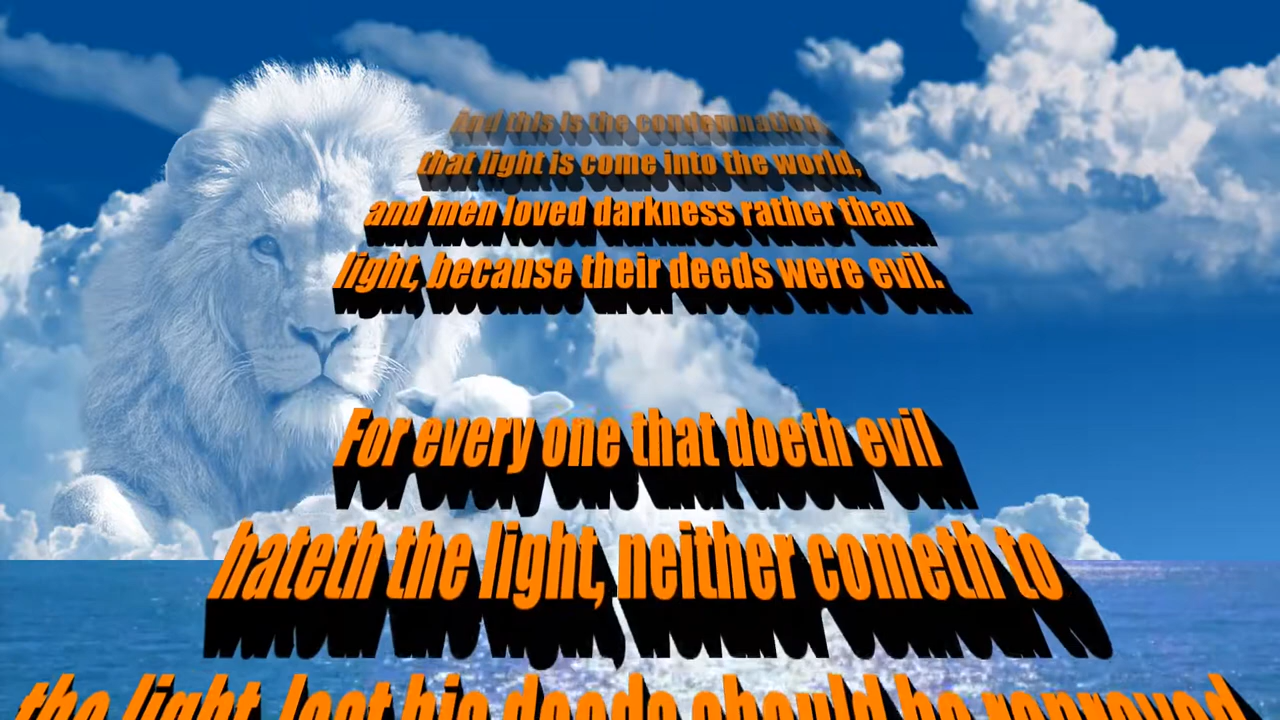 And this is the condemnation,
that light is come into the world,
and men loved darkness rather than
light, because their deeds were evil.
For every one that doeth evil
hateth the light, neither cometh to
the light, lest his deeds should be reproved.